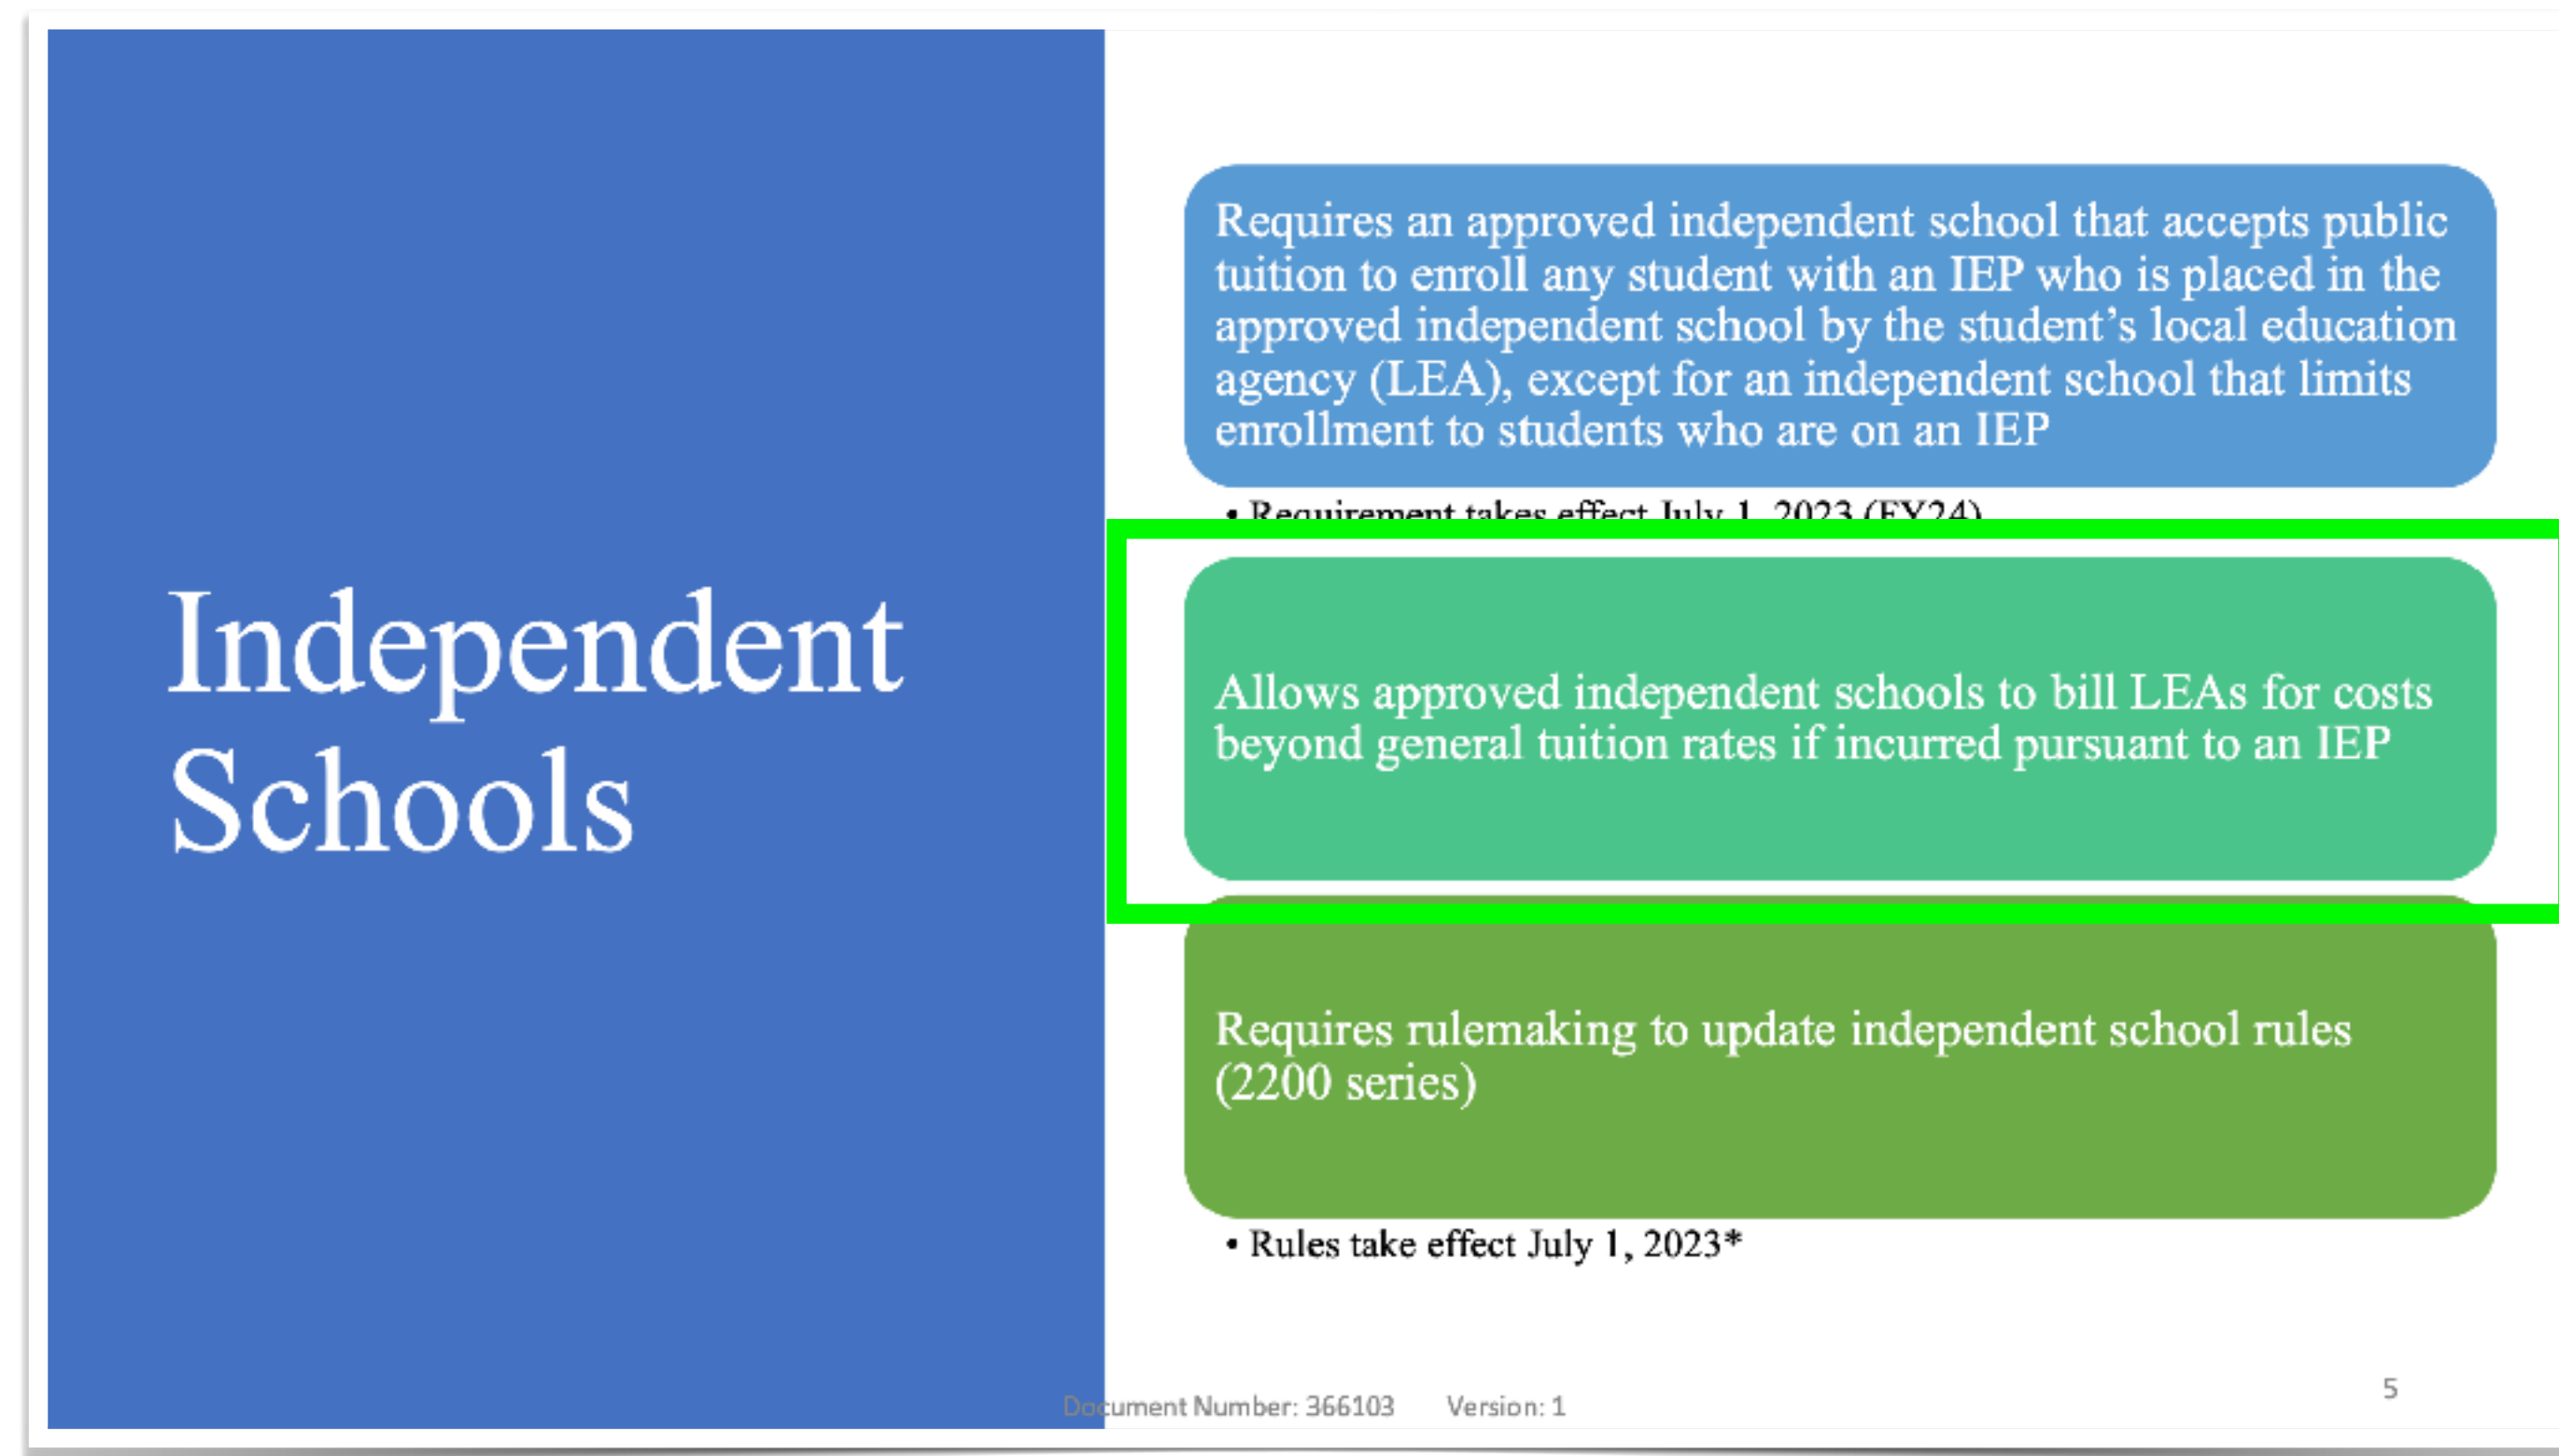 Independent
Schools
Requires an approved independent school that accepts public
tuition to enroll any student with an IEP who is placed in the
approved independent school by the student’s local education
agency (LEA), except for an independent school that limits
enrollment to students who are on an IEP
• Requirement takes effect July 1, 2023 (FY24)
Allows approved independent schools to bill LEAs for costs
beyond general tuition rates if incurred pursuant to an IEP
Requires rulemaking to update independent school rules
(2200 series)
• Rules take effect July 1, 2023*
Document Number: 366103 Version: 1
5